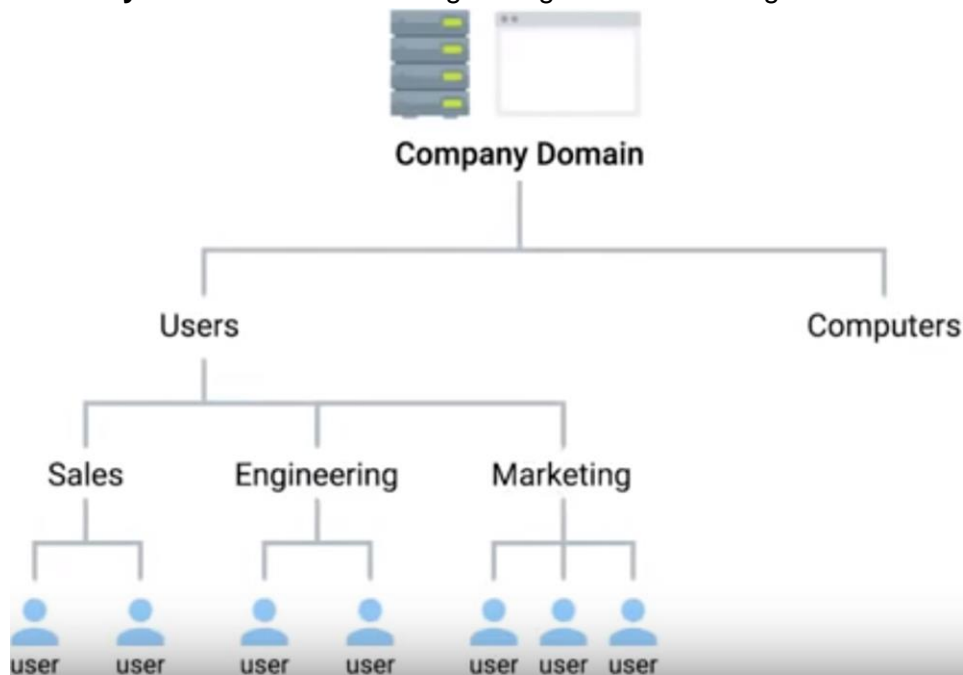 Company Domain
Users Computers
Sales Engineering Marketing
user user user user user user user